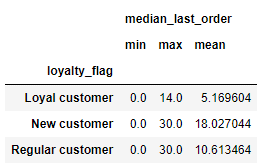 median_last_order
min max mean
loyalty_flag
Loyal customer 0.0 14.0 5.169604
New customer 0.0 30.0 18.027044
Regular customer 0.0 30.0 10.613464